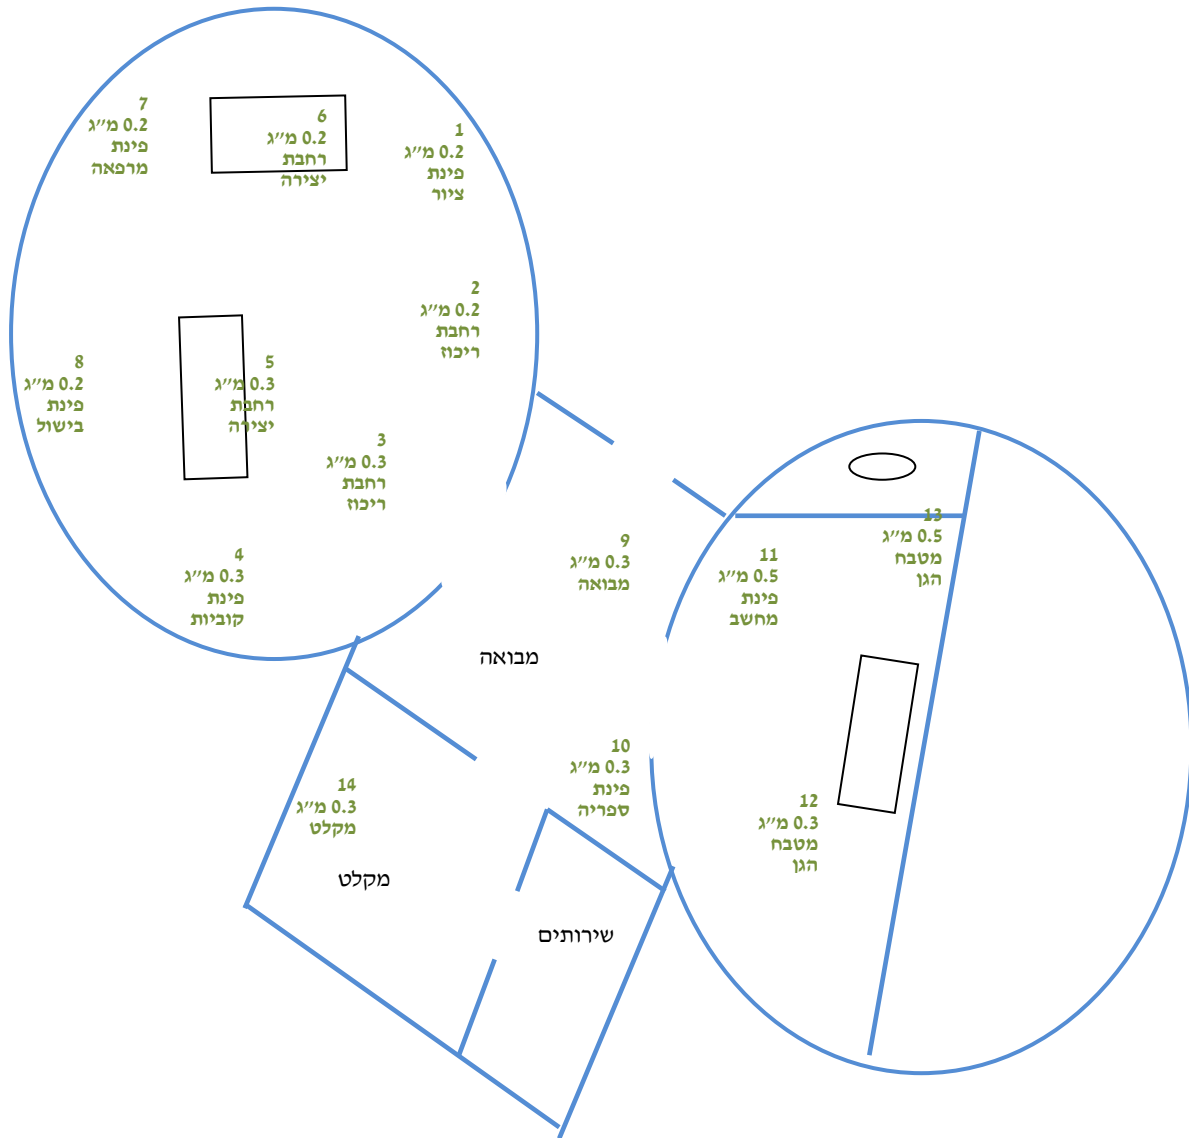 1
0.2 מ״ג
פינת
ציור
2
0.2 מ״ג
רחבת
ריכוז
3
0.3 מ״ג
רחבת
ריכוז
4
0.3 מ״ג
פינת
קוביות
5
0.3 מ״ג
רחבת
יצירה
6
0.2 מ״ג
רחבת
יצירה
7
0.2 מ״ג
פינת
מרפאה
8
0.2 מ״ג
פינת
בישול
9
0.3 מ״ג
מבואה
מבואה
10
0.3 מ״ג
פינת
ספריה
11
0.5 מ״ג
פינת
מחשב
12
0.3 מ״ג
מטבח
הגן
13
0.5 מ״ג
מטבח
הגן
14
0.3 מ״ג
מקלט
מקלט
שירותים